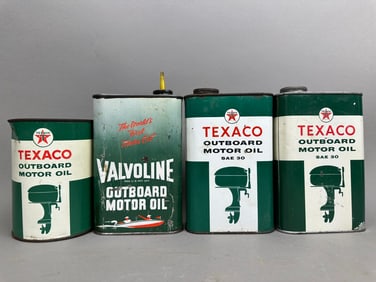 TEXACO
OUTBOARD
MOTOR OIL
The World's
First
VALVOLINE
OUTBOARD
MOTOR OIL
TEXACO
OUTBOARD
MOTOR OIL
SAE 30
TEXACO
OUTBOARD
MOTOR OIL
SAE 30